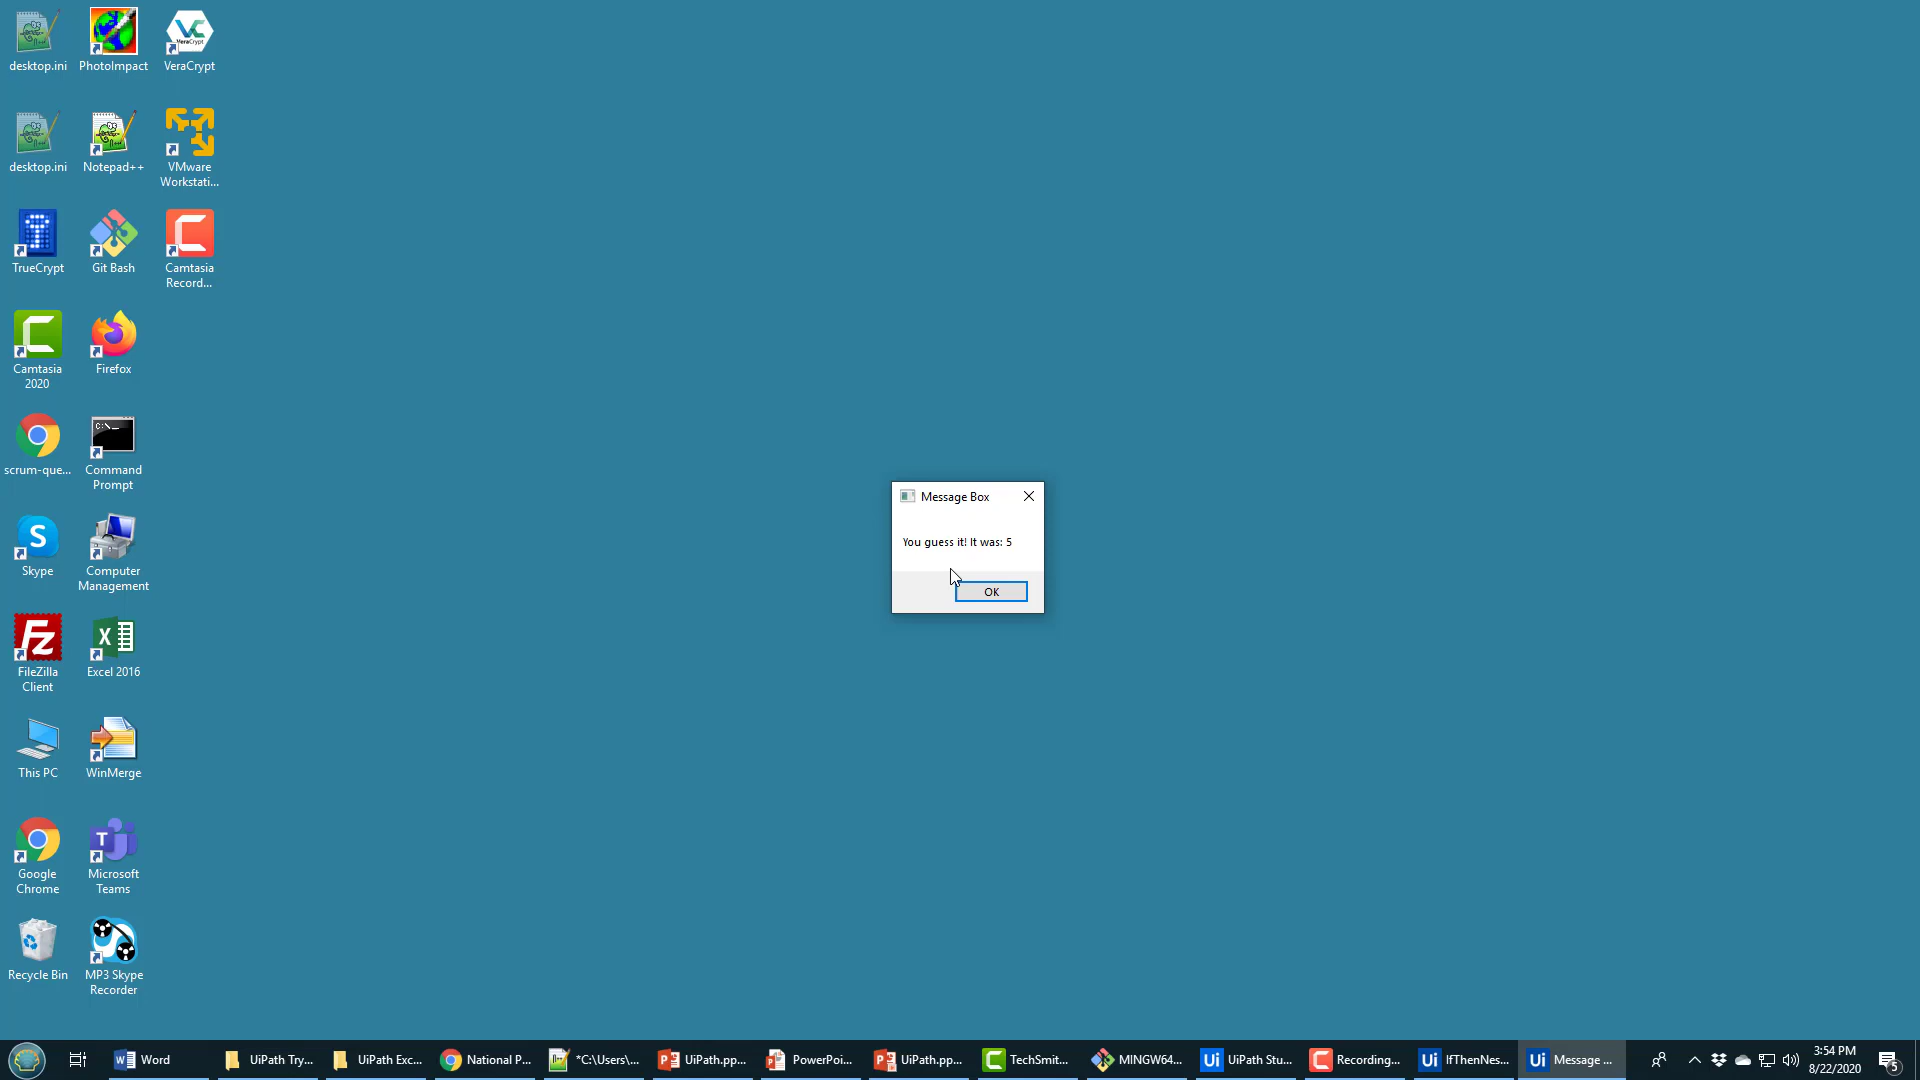 desktop.ini
PhotoImpact
VeraCrypt
desktop.ini
Notepad++
VMware
Workstati...
TrueCrypt
Git Bash
Camtasia
Record...
Camtasia
2020
Firefox
scrum-que...
Command
Prompt
Skype
Computer
Management
FileZilla
Client
Excel 2016
This PC
WinMerge
Google
Chrome
Microsoft
Teams
Recycle Bin
MP3 Skype
Recorder
Message Box
You guess it! It was: 5
OK
Word
UiPath Try...
UiPath Exc...
National P...
*C:\Users\...
UiPath.pp...
PowerPoi...
UiPath.pp...
TechSmit...
MINGW64...
UiPath Stu...
Recording...
IfThenNes...
Message ...
3:54 PM
8/22/2020
5